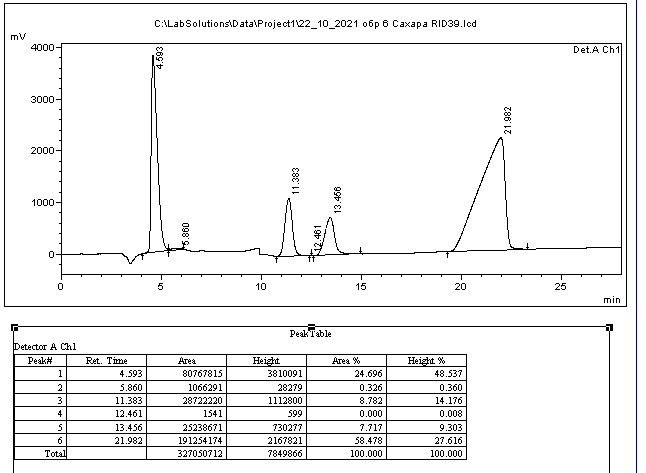 C:\LabSolutions\Data\Project1\22_10_2021 обр 6 Сахара RID39.lcd
mV
Det.A Ch1
4000
3000
2000
1000
0
4.593
5.860
11.383
12.461
13.456
21.982
0 5 10 15 20 25
min
PeakTable
Detector A Ch1
Peak# Ret. Time Area Height Area % Height %
1 4.593 80767815 3810091 24.696 48.537
2 5.860 1066291 28279 0.326 0.360
3 11.383 28722220 1112800 8.782 14.176
4 12.461 1541 599 0.000 0.008
5 13.456 25238671 730277 7.717 9.303
6 21.982 191254174 2167821 58.478 27.616
Total 327050712 7849866 100.000 100.000